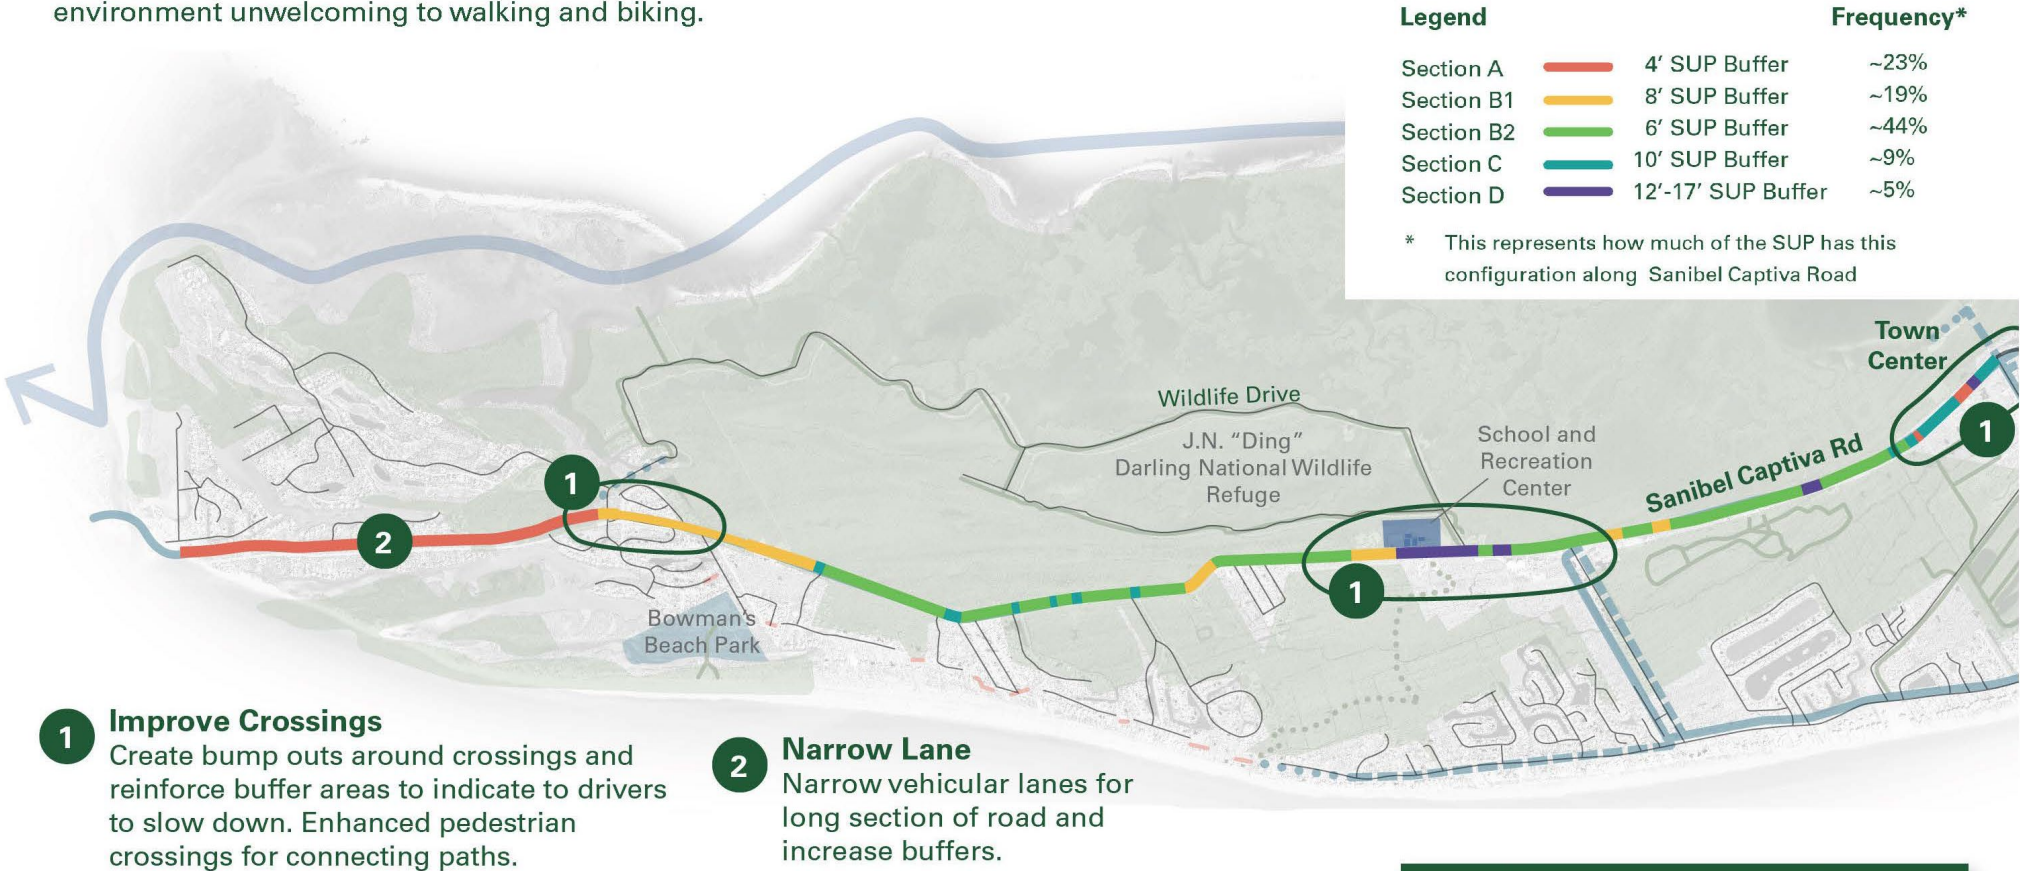 environment unwelcoming to walking and biking.
Legend Frequency*
Section A 4’ SUP Buffer ~23%
Section B1 8’ SUP Buffer ~19%
Section B2 6’ SUP Buffer ~44%
Section C 10’ SUP Buffer ~9%
Section D 12’-17’ SUP Buffer ~5%
* This represents how much of the SUP has this
configuration along Sanibel Captiva Road
Town
Center
1
Wildlife Drive
J.N. “Ding”
Darling National Wildlife
Refuge
School and
Recreation
Center
Sanibel Captiva Rd
1
2
1
Bowman’s
Beach Park
1 Improve Crossings
Create bump outs around crossings and
reinforce buffer areas to indicate to drivers
to slow down. Enhanced pedestrian
crossings for connecting paths.
2 Narrow Lane
Narrow vehicular lanes for
long section of road and
increase buffers.